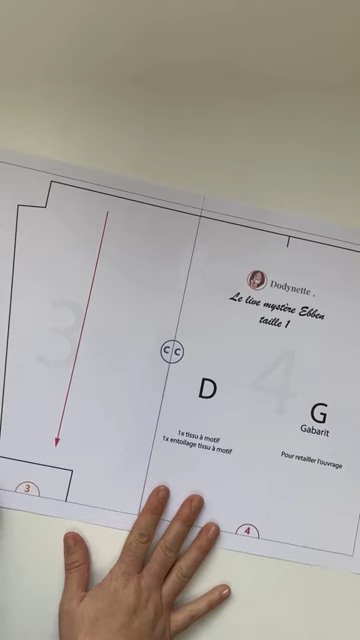 Dodynette .
Le live mystère Ebben
taille 1
3
C C
4
D
G
Gabarit
1x tissu à motif
1x entoilage tissu à motif
Pour retailler l'ouvrage
3
4